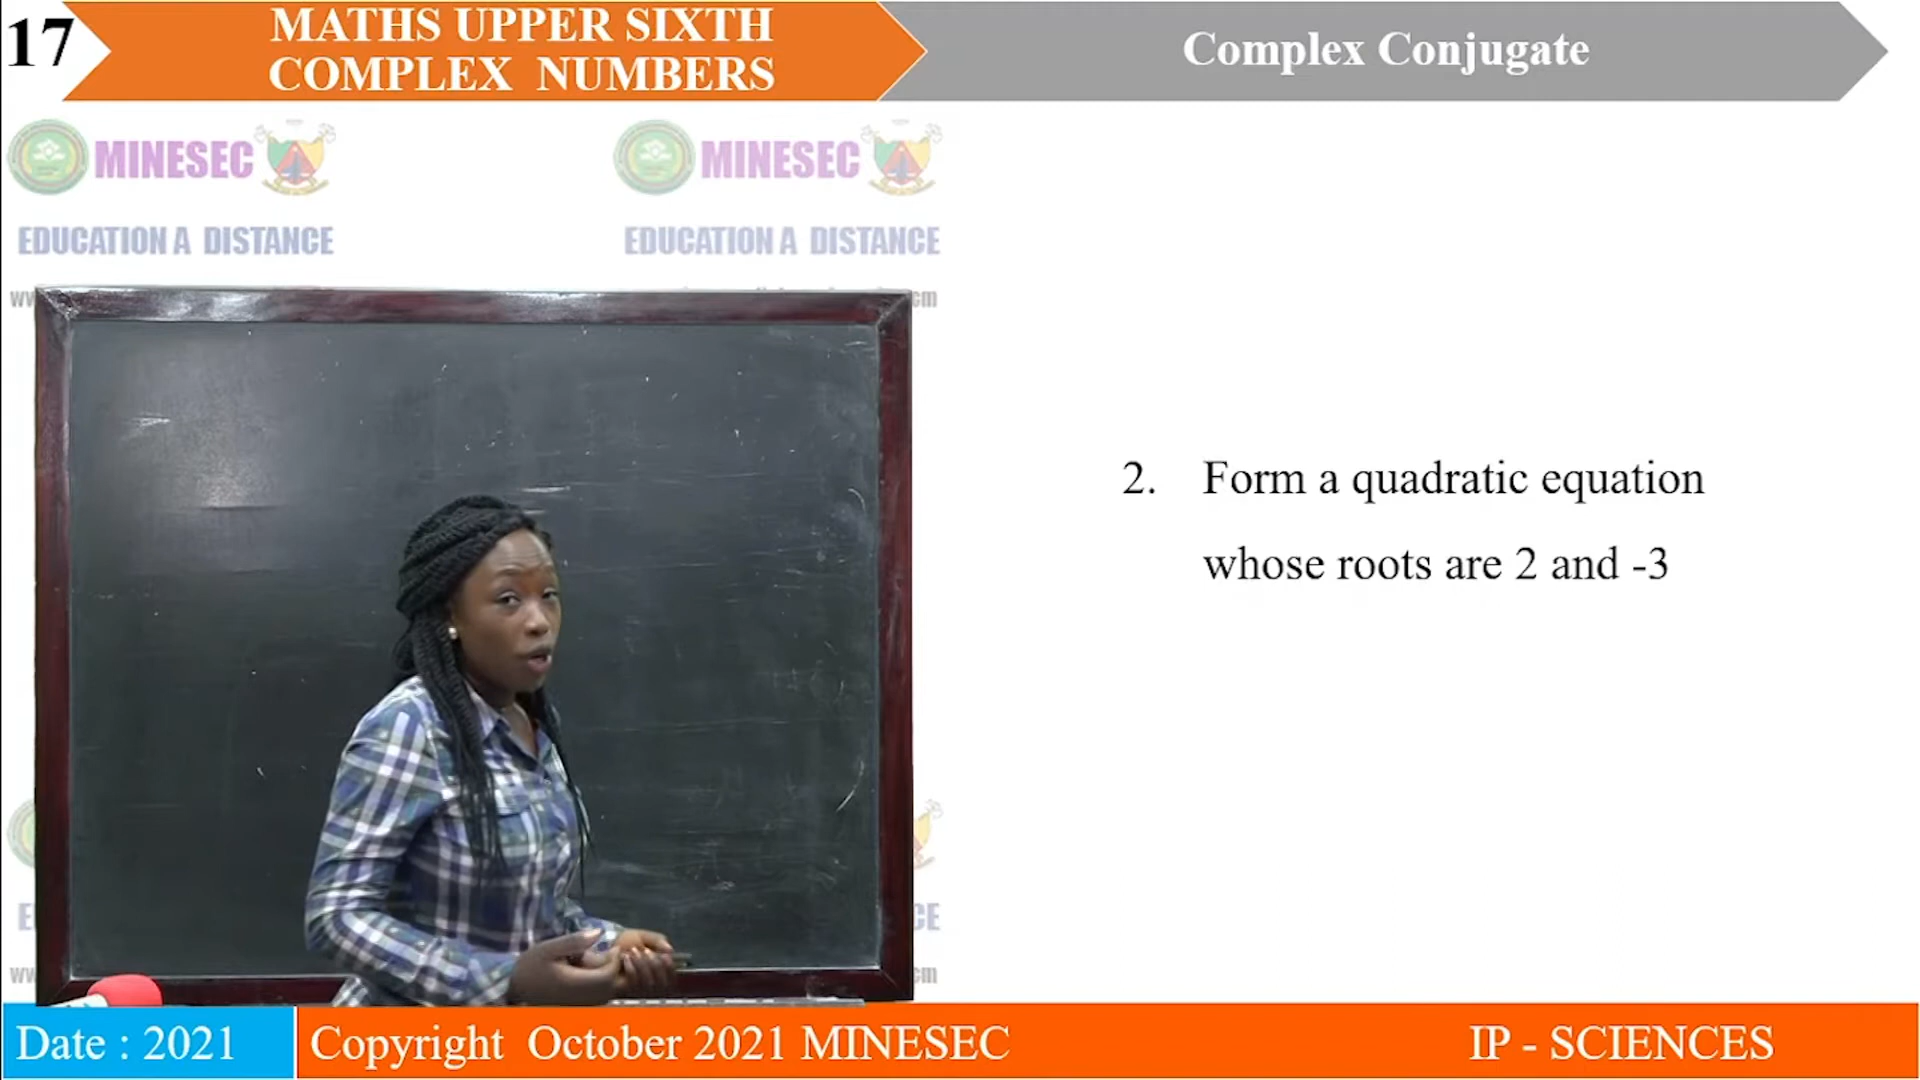 17
MATHS UPPER SIXTH
COMPLEX NUMBERS
Complex Conjugate
MINESEC
MINESEC
EDUCATION A DISTANCE
EDUCATION A DISTANCE
2. Form a quadratic equation
whose roots are 2 and -3
Date : 2021
Copyright October 2021 MINESEC
IP - SCIENCES